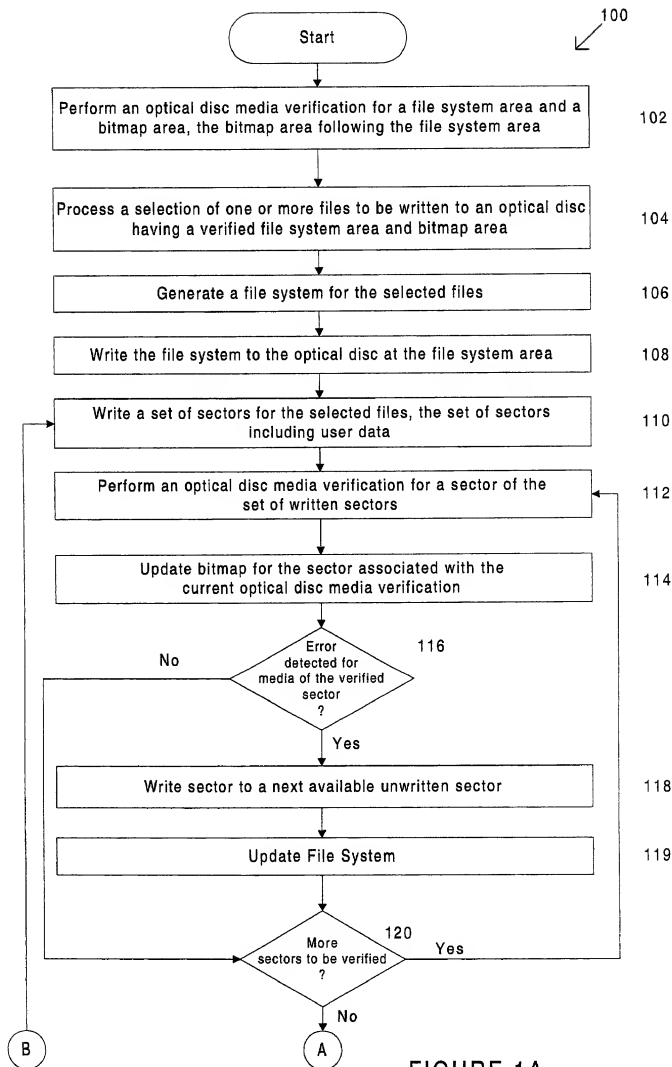 100
Start
Perform an optical disc media verification for a file system area and a
bitmap area, the bitmap area following the file system area
102
Process a selection of one or more files to be written to an optical disc
having a verified file system area and bitmap area
104
Generate a file system for the selected files
106
Write the file system to the optical disc at the file system area
108
Write a set of sectors for the selected files, the set of sectors
including user data
110
Perform an optical disc media verification for a sector of the
set of written sectors
112
Update bitmap for the sector associated with the
current optical disc media verification
114
Error
detected for
media of the verified
sector
?
116
No
Yes
Write sector to a next available unwritten sector
118
Update File System
119
More
sectors to be verified
?
120
Yes
No
B
A
FIGURE 1A